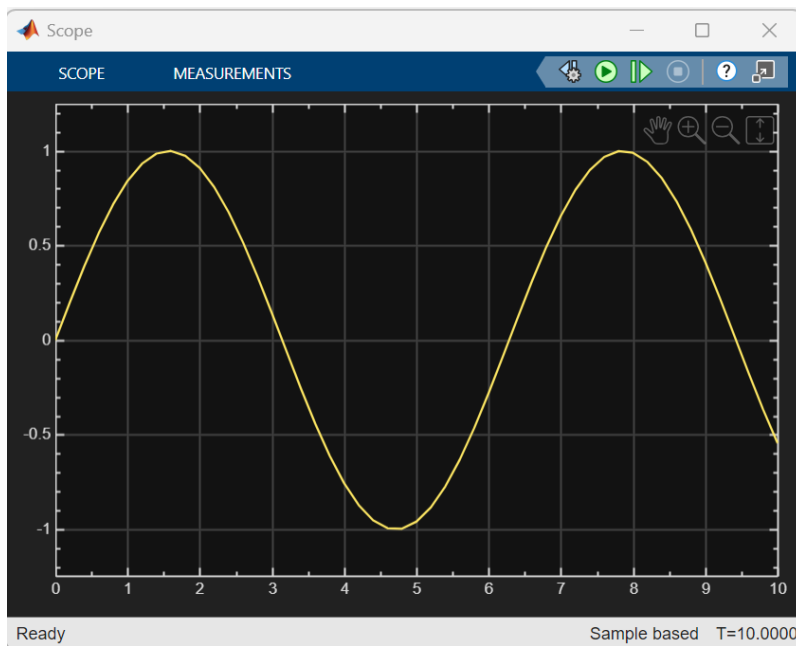 Scope
SCOPE MEASUREMENTS ?
1
0.5
0
-0.5
-1
0 1 2 3 4 5 6 7 8 9 10
Ready Sample based T=10.0000